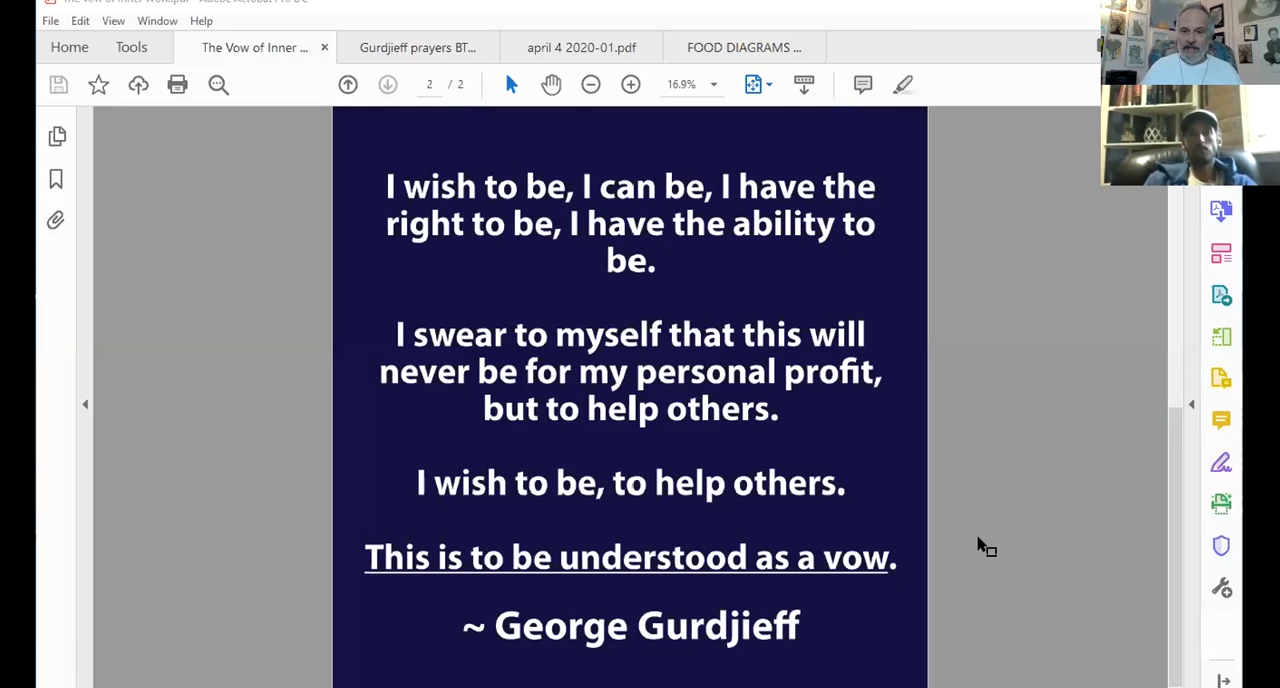 File Edit View Window Help
Home Tools The Vow of Inner ... × Gurdjieff prayers BT... april 4 2020-01.pdf FOOD DIAGRAMS ...
2 / 2 16.9%
I wish to be, I can be, I have the
right to be, I have the ability to
be.
I swear to myself that this will
never be for my personal profit,
but to help others.
I wish to be, to help others.
This is to be understood as a vow.
~ George Gurdjieff